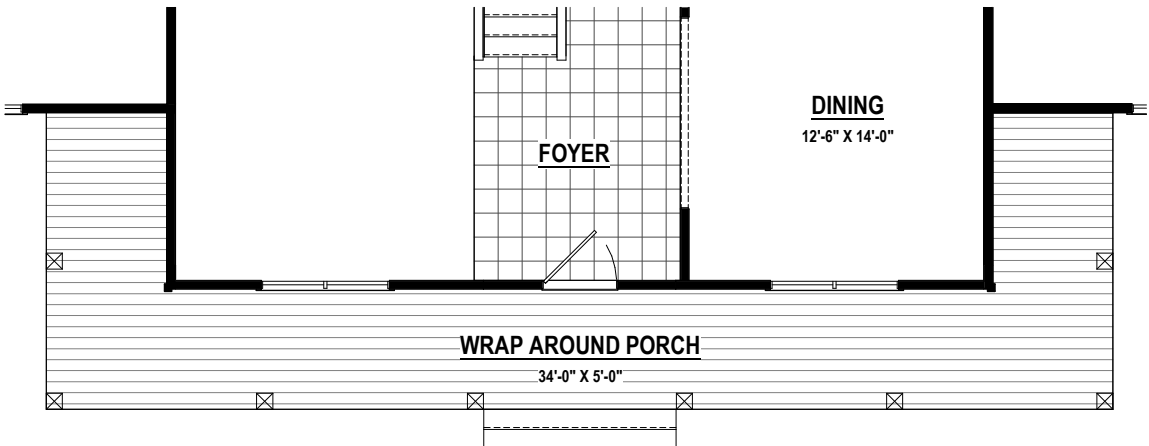 DINING
12'-6" X 14'-0"
FOYER
WRAP AROUND PORCH
34'-0" X 5'-0"